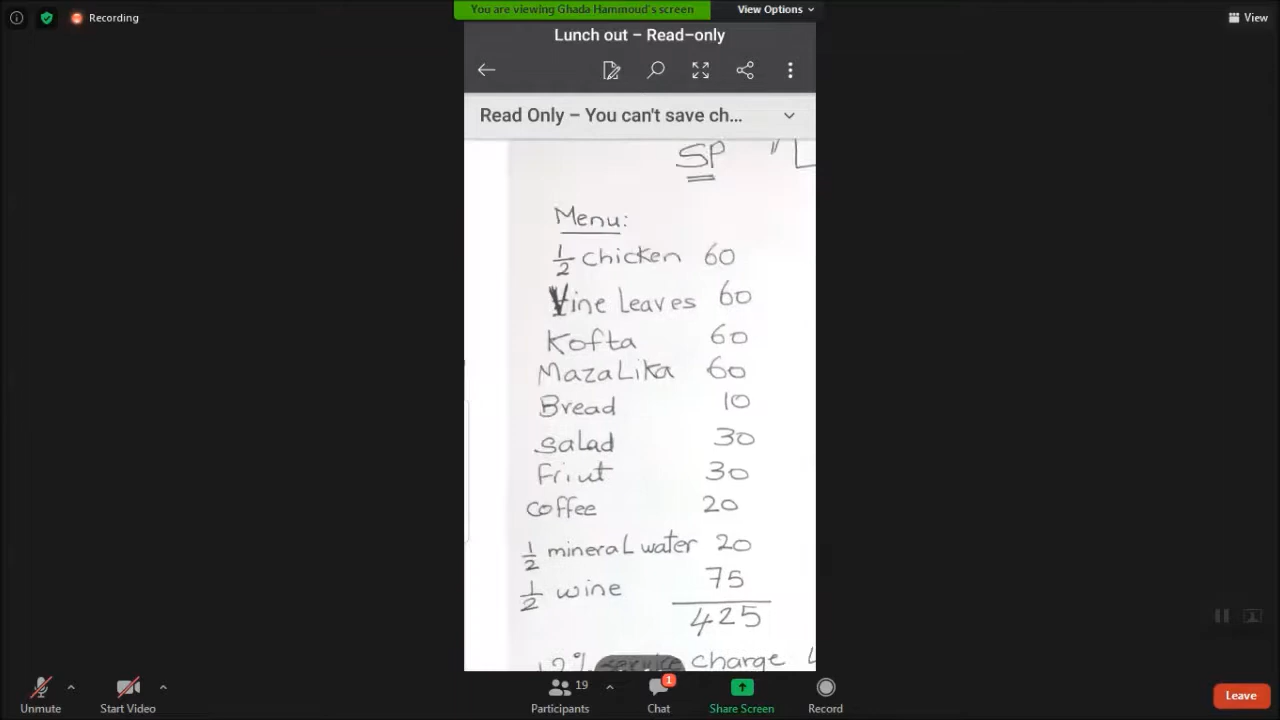 Recording
You are viewing Ghada Hammoud's screen
View Options
View
Lunch out – Read-only
Read Only – You can't save ch...
SP "L
Menu:
1/2 chicken 60
Vine Leaves 60
Kofta 60
MazaLika 60
Bread 10
salad 30
Friut 30
coffee 20
1/2 mineral water 20
1/2 wine 75
425
12% service charge
Unmute
Start Video
19
Participants
1
Chat
Share Screen
Record
Leave